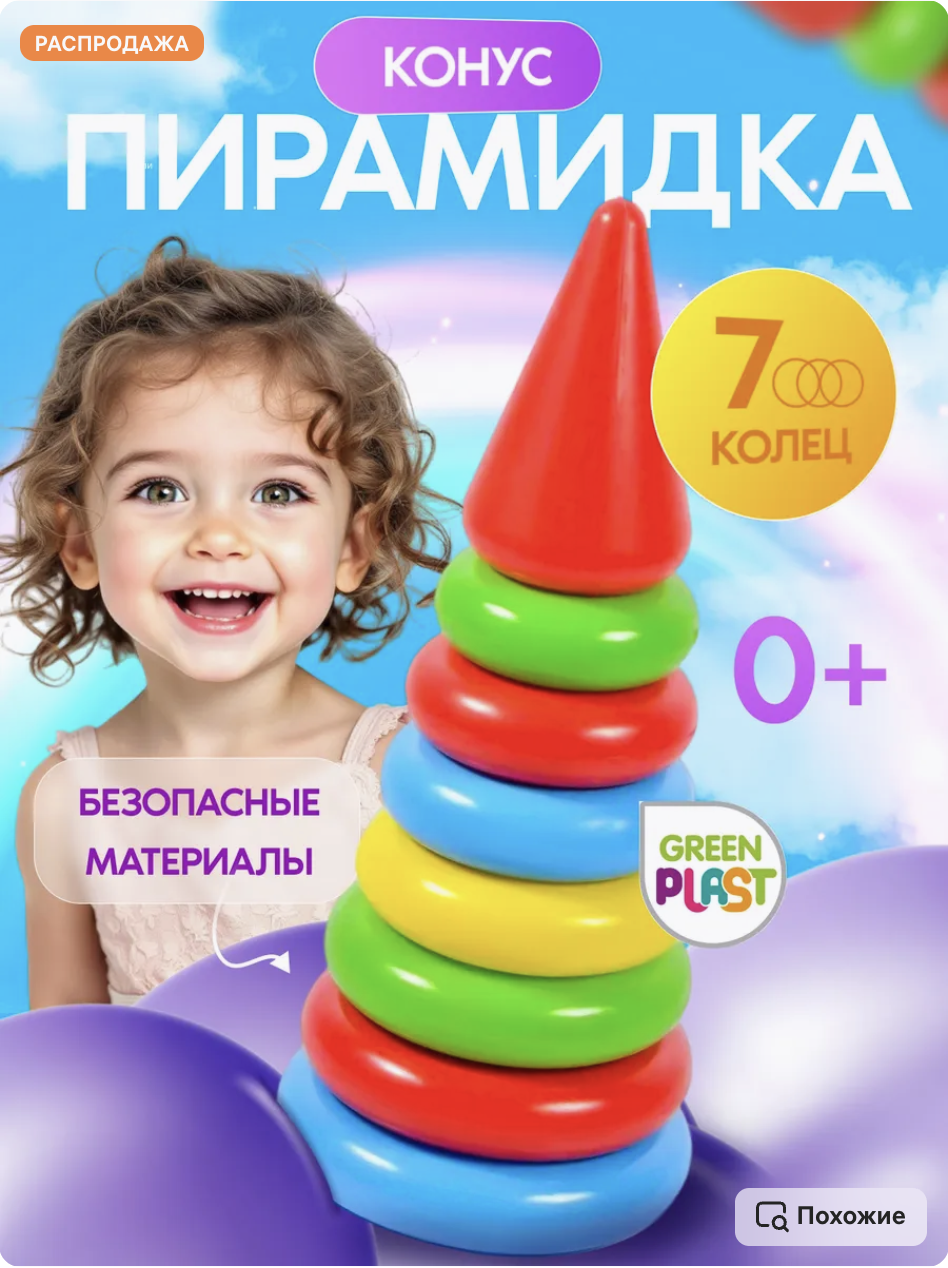 РАСПРОДАЖА
КОНУС
ПИРАМИДКА
7
КОЛЕЦ
0+
БЕЗОПАСНЫЕ
МАТЕРИАЛЫ
GREEN
PLAST
Похожие